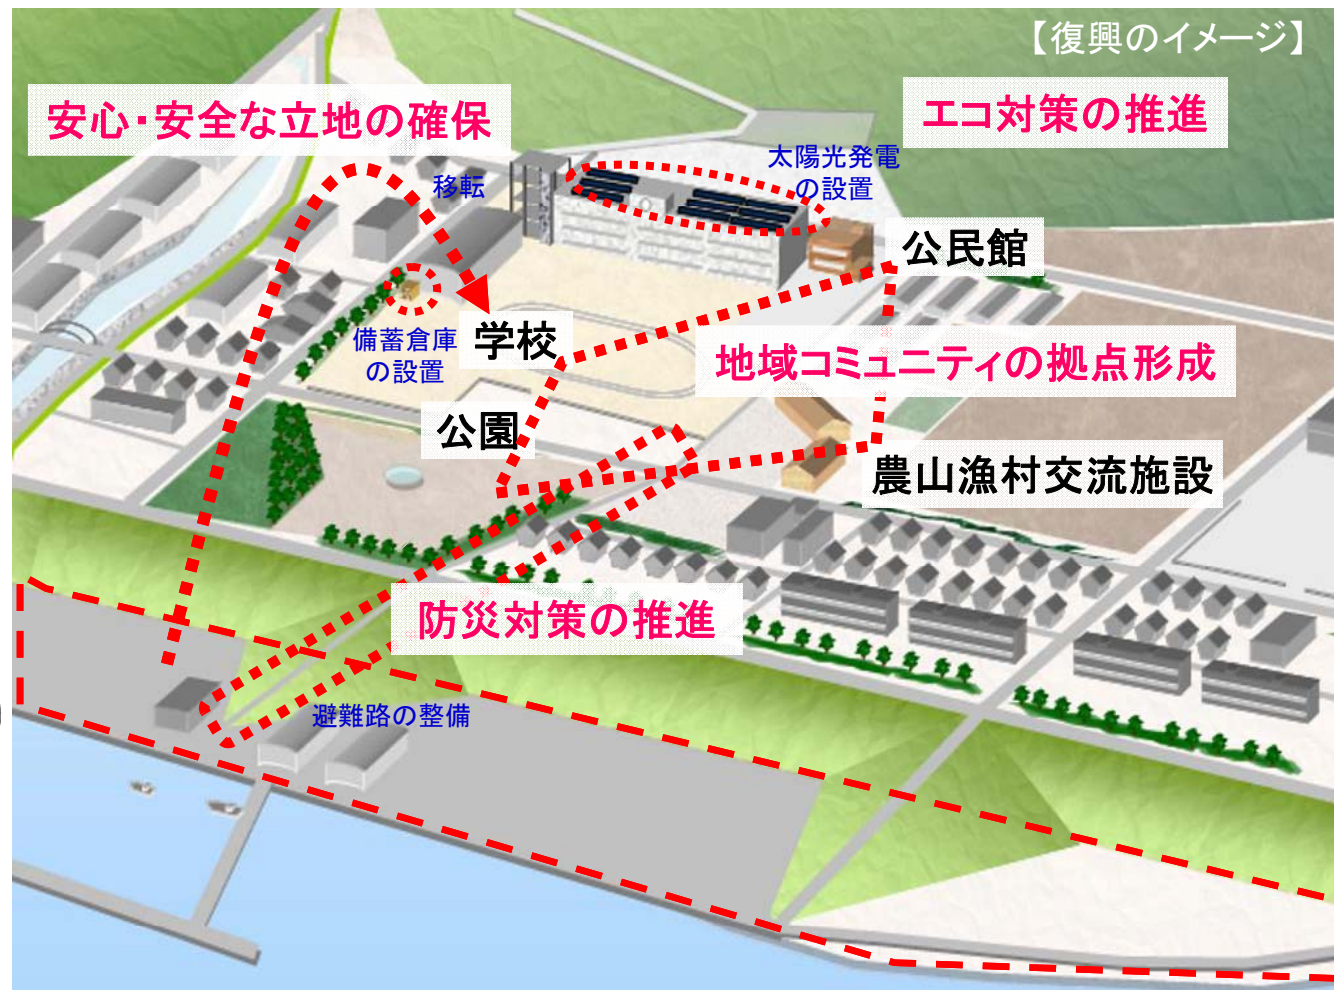 【復興のイメージ】
安心・安全な立地の確保
エコ対策の推進
移転
太陽光発電
の設置
公民館
備蓄倉庫
の設置
学校
地域コミュニティの拠点形成
公園
農山漁村交流施設
防災対策の推進
避難路の整備